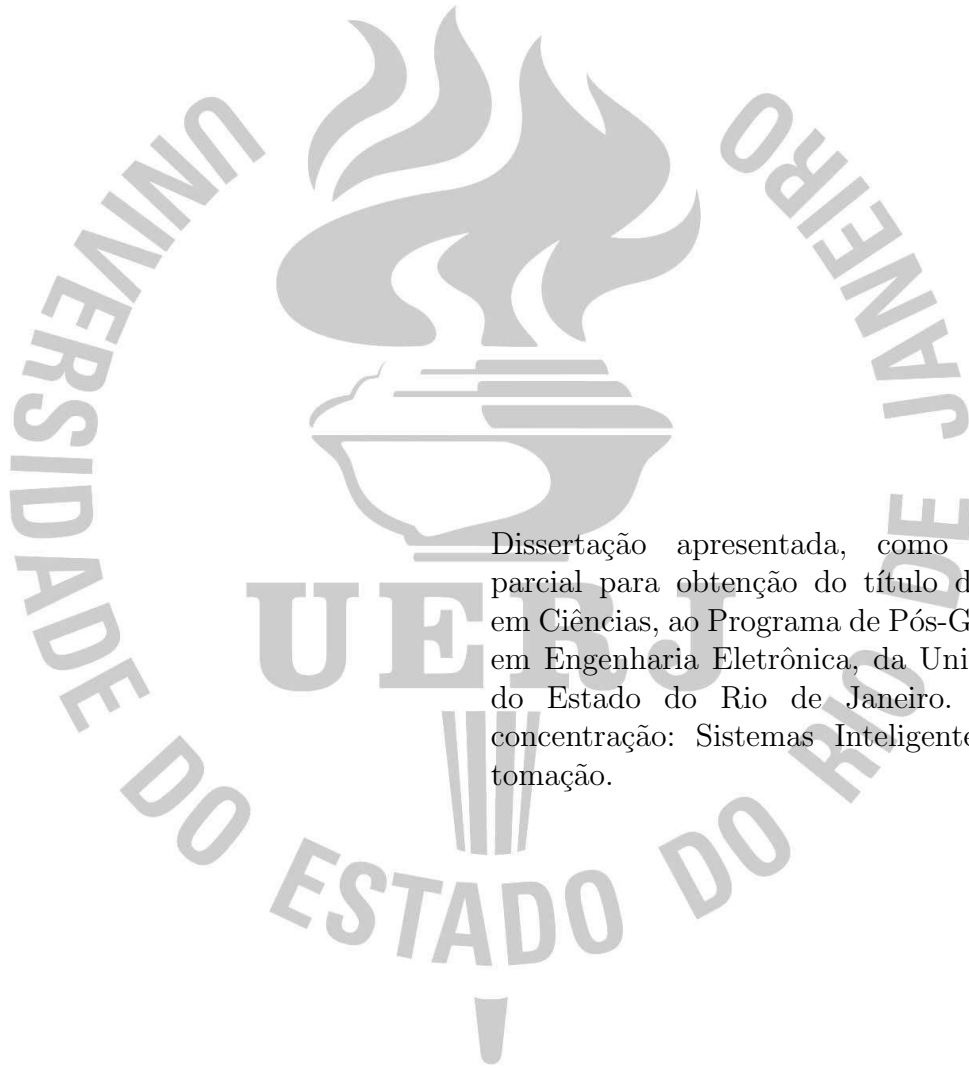 UNIVERSIDADE DO ESTADO DO RIO DE JANEIRO
UERJ
Dissertação apresentada, como
parcial para obtenção do título d
em Ciências, ao Programa de Pós-G
em Engenharia Eletrônica, da Uni
do Estado do Rio de Janeiro.
concentração: Sistemas Inteligente
tomação.